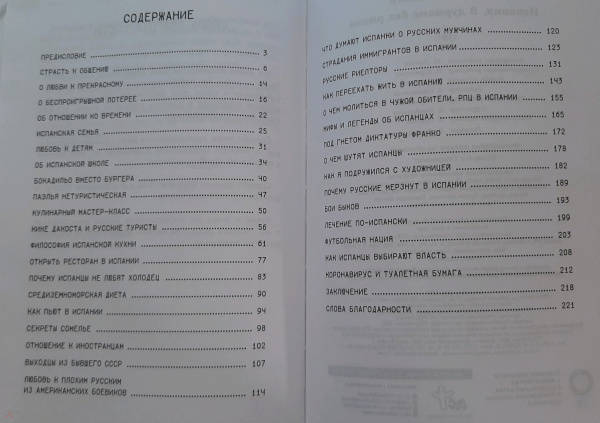 СОДЕРЖАНИЕ
ПРЕДИСЛОВИЕ 3
СТРАСТЬ К ОБЩЕНИЮ 6
О ЛЮБВИ К ПРЕКРАСНОМУ 14
О БЕСПРОИГРЫШНОЙ ЛОТЕРЕЕ 16
ОБ ОТНОШЕНИИ КО ВРЕМЕНИ 22
ИСПАНСКАЯ СЕМЬЯ 25
ЛЮБОВЬ К ДЕТЯМ 31
ОБ ИСПАНСКОЙ ШКОЛЕ 34
БОКАДИЛЬО ВМЕСТО БУРГЕРА 40
ПАЭЛЬЯ НЕТУРИСТИЧЕСКАЯ 47
КУЛИНАРНЫЙ МАСТЕР-КЛАСС 50
КИКЕ ДАКОСТА И РУССКИЕ ТУРИСТЫ 56
ФИЛОСОФИЯ ИСПАНСКОЙ КУХНИ 61
ОТКРЫТЬ РЕСТОРАН В ИСПАНИИ 77
ПОЧЕМУ ИСПАНЦЫ НЕ ЛЮБЯТ ХОЛОДЕЦ 83
СРЕДИЗЕМНОМОРСКАЯ ДИЕТА 90
КАК ПЬЮТ В ИСПАНИИ 94
СЕКРЕТЫ СОМЕЛЬЕ 98
ОТНОШЕНИЕ К ИНОСТРАНЦАМ 102
ВЫХОДЦЫ ИЗ БЫВШЕГО СССР 107
ЛЮБОВЬ К ПЛОХИМ РУССКИМ
ИЗ АМЕРИКАНСКИХ БОЕВИКОВ 114
ЧТО ДУМАЮТ ИСПАНКИ О РУССКИХ МУЖЧИНАХ 120
СТРАДАНИЯ ИММИГРАНТОВ В ИСПАНИИ 123
РУССКИЕ РИЕЛТОРЫ 131
КАК ПЕРЕЕХАТЬ ЖИТЬ В ИСПАНИЮ 143
О ЧЕМ МОЛИТЬСЯ В ЧУЖОЙ ОБИТЕЛИ. РПЦ В ИСПАНИИ 155
МИФЫ И ЛЕГЕНДЫ ОБ ИСПАНЦАХ 165
ПОД ГНЕТОМ ДИКТАТУРЫ ФРАНКО 172
О ЧЕМ ШУТЯТ ИСПАНЦЫ 178
КАК Я ПОДРУЖИЛСЯ С ХУДОЖНИЦЕЙ 182
ПОЧЕМУ РУССКИЕ МЕРЗНУТ В ИСПАНИИ 189
БОИ БЫКОВ 193
ЛЕЧЕНИЕ ПО-ИСПАНСКИ 199
ФУТБОЛЬНАЯ НАЦИЯ 203
КАК ИСПАНЦЫ ВЫБИРАЮТ ВЛАСТЬ 208
КОРОНАВИРУС И ТУАЛЕТНАЯ БУМАГА 212
ЗАКЛЮЧЕНИЕ 218
СЛОВА БЛАГОДАРНОСТИ 221